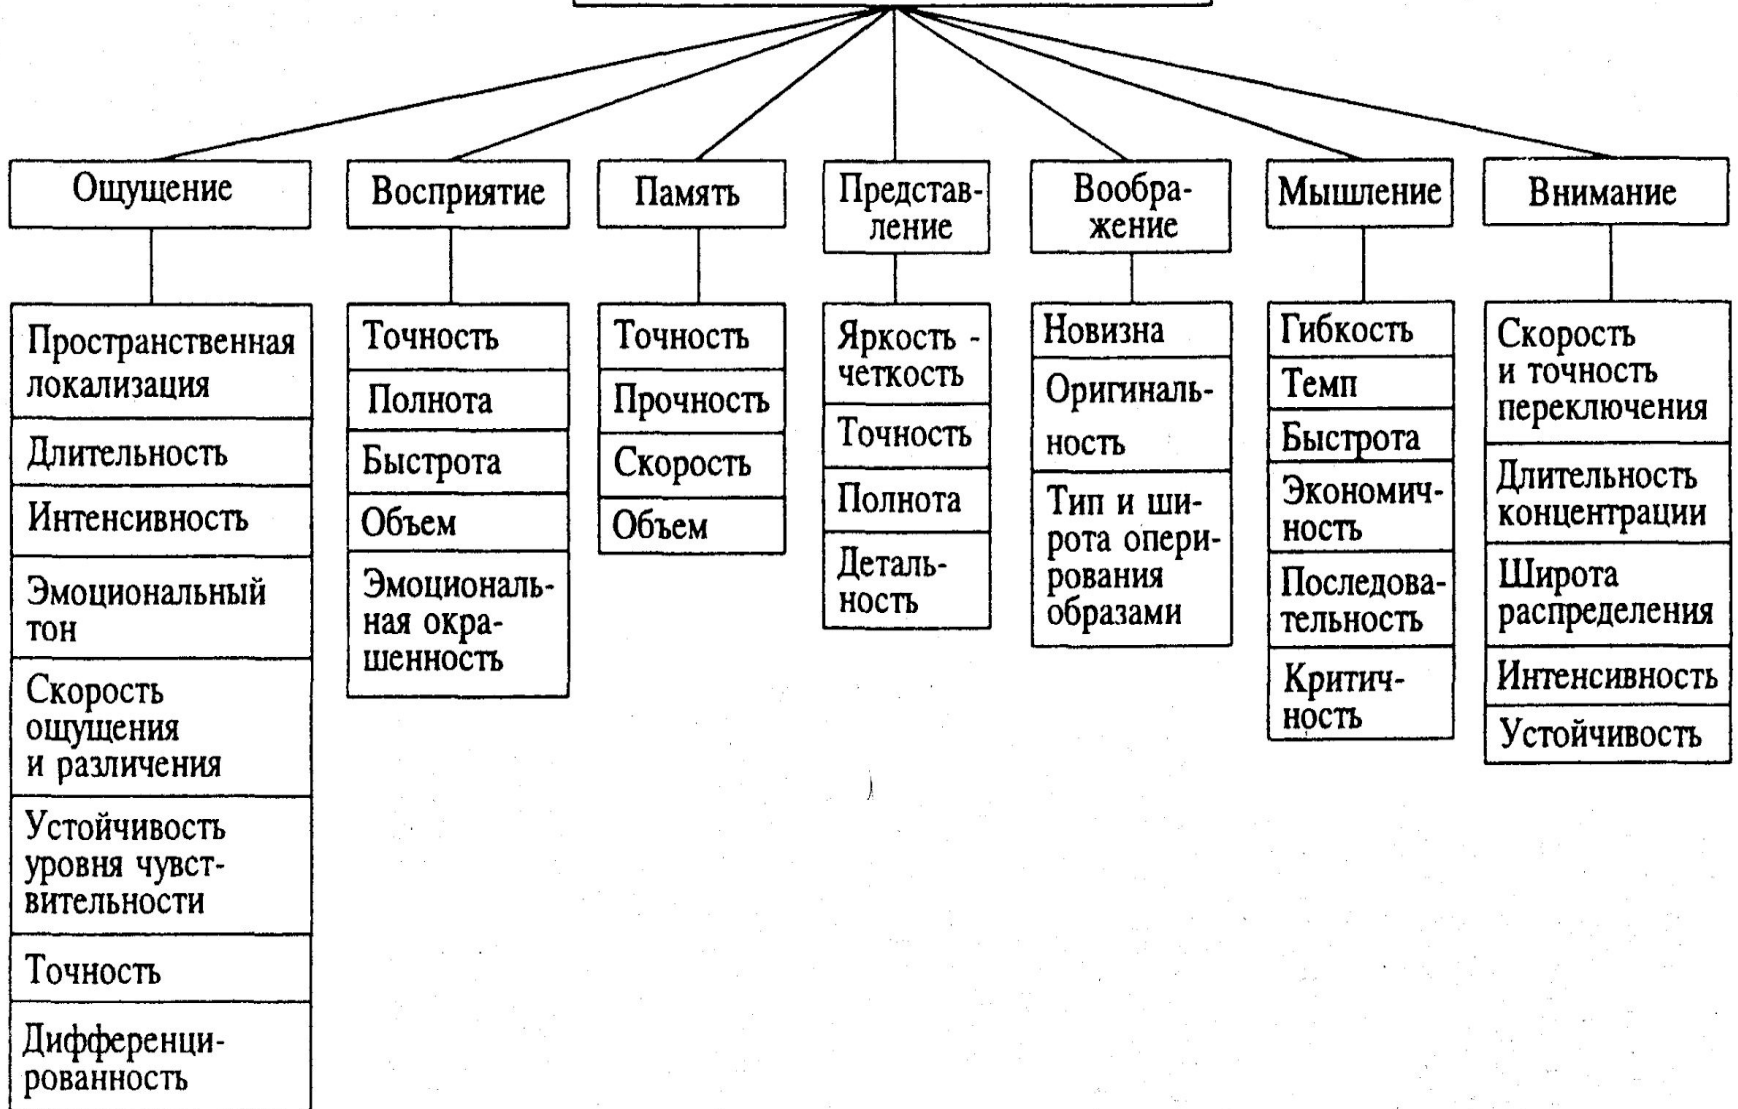 Ощущение
Пространственная
локализация
Длительность
Интенсивность
Эмоциональный
тон
Скорость
ощущения
и различения
Устойчивость
уровня чувст-
вительности
Точность
Дифференци-
рованность
Восприятие
Точность
Полнота
Быстрота
Объем
Эмоциональ-
ная окра-
шенность
Память
Точность
Прочность
Скорость
Объем
Представ-
ление
Яркость -
четкость
Точность
Полнота
Деталь-
ность
Вообра-
жение
Новизна
Оригиналь-
ность
Тип и ши-
рота опери-
рования
образами
Мышление
Гибкость
Темп
Быстрота
Экономич-
ность
Последова-
тельность
Критич-
ность
Внимание
Скорость
и точность
переключения
Длительность
концентрации
Широта
распределения
Интенсивность
Устойчивость